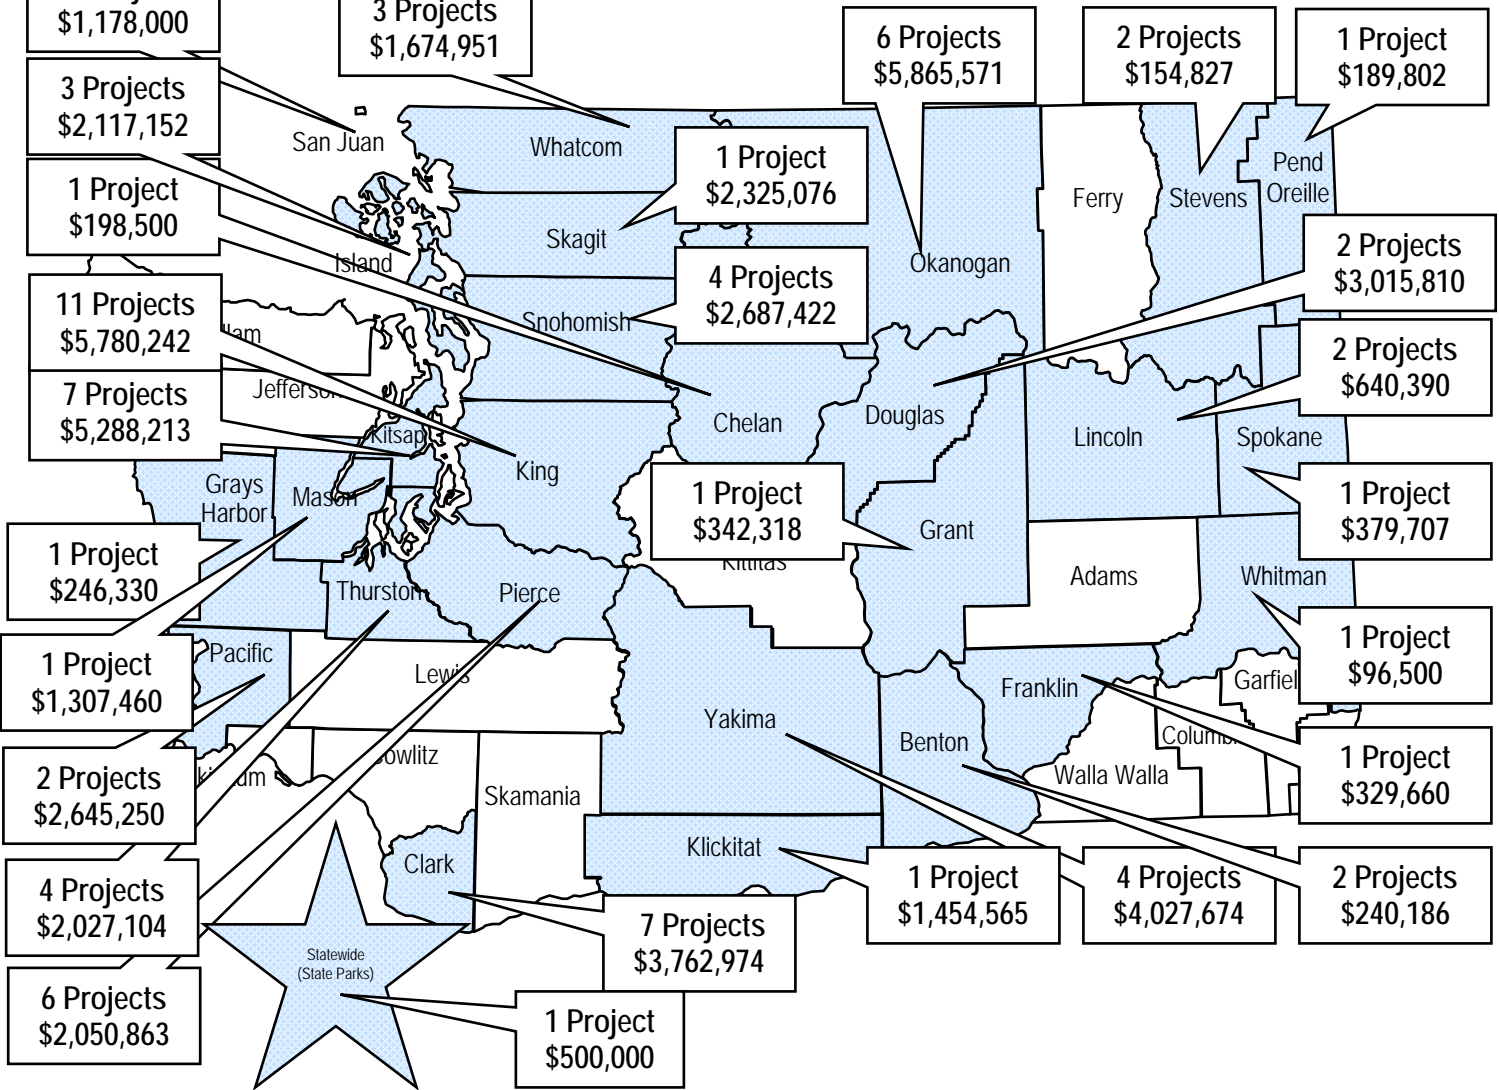 $1,178,000
3 Projects
$1,674,951
6 Projects
$5,865,571
2 Projects
$154,827
1 Project
$189,802
3 Projects
$2,117,152
San Juan
Whatcom
1 Project
$2,325,076
Ferry
Stevens
Pend
Oreille
1 Project
$198,500
Skagit
Island
Okanogan
2 Projects
$3,015,810
4 Projects
$2,687,422
11 Projects
$5,780,242
Snohomish
2 Projects
$640,390
7 Projects
$5,288,213
Jefferson
Kitsap
Chelan
Douglas
Lincoln
Spokane
King
Grays
Harbor
Mason
1 Project
$342,318
Grant
1 Project
$379,707
1 Project
$246,330
Kittitas
Adams
Whitman
Thurston
Pierce
1 Project
$96,500
1 Project
$1,307,460
Pacific
Lewis
Franklin
Garfiel
Yakima
Benton
Columb
1 Project
$329,660
2 Projects
$2,645,250
owlitz
Skamania
Walla Walla
Clark
Klickitat
1 Project
$1,454,565
4 Projects
$4,027,674
2 Projects
$240,186
4 Projects
$2,027,104
7 Projects
$3,762,974
Statewide
(State Parks)
6 Projects
$2,050,863
1 Project
$500,000